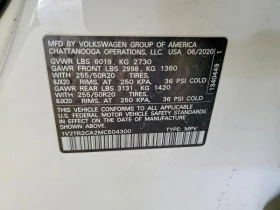 MFD BY VOLKSWAGEN GROUP OF AMERICA
CHATTANOOGA OPERATIONS, LLC. USA 06/2020
GVWR LBS 6019, KG 2730
GAWR FRONT LBS 2998, KG 1360
WITH 255/50R20 TIRES,
8JX20 RIMS, AT 250 KPA, 36 PSI COLD
GAWR REAR LBS 3131, KG 1420
WITH 255/50R20 TIRES,
8JX20 RIMS, AT 250 KPA, 36 PSI COLD
THIS VEHICLE CONFORMS TO ALL APPLICABLE
FEDERAL MOTOR VEHICLE SAFETY
STANDARDS IN EFFECT ON THE DATE OF
MANUFACTURE SHOWN ABOVE.
1V2TR2CA2MC504300 TYPE: MPV
1340449
1